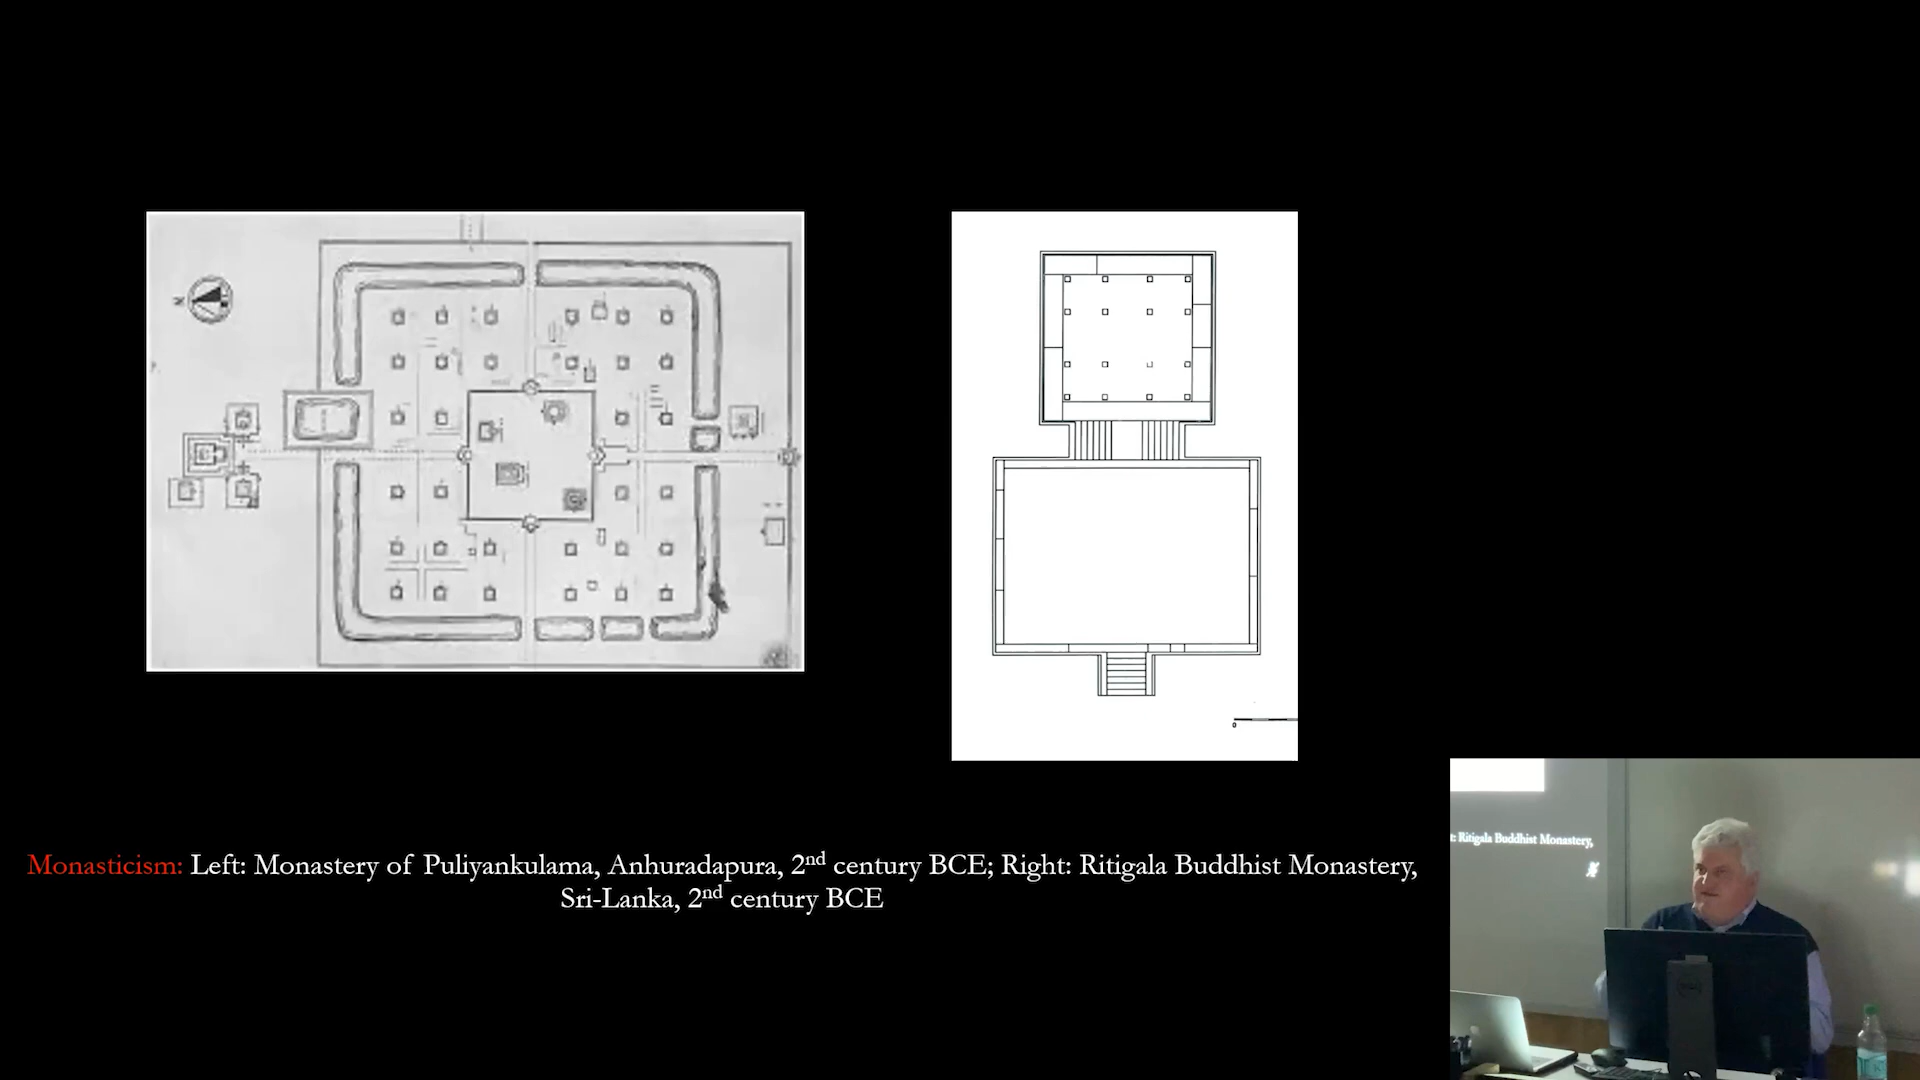 N
0
Monasticism: Left: Monastery of Puliyankulama, Anhuradapura, 2nd century BCE; Right: Ritigala Buddhist Monastery,
Sri-Lanka, 2nd century BCE
t: Ritigala Buddhist Monastery,